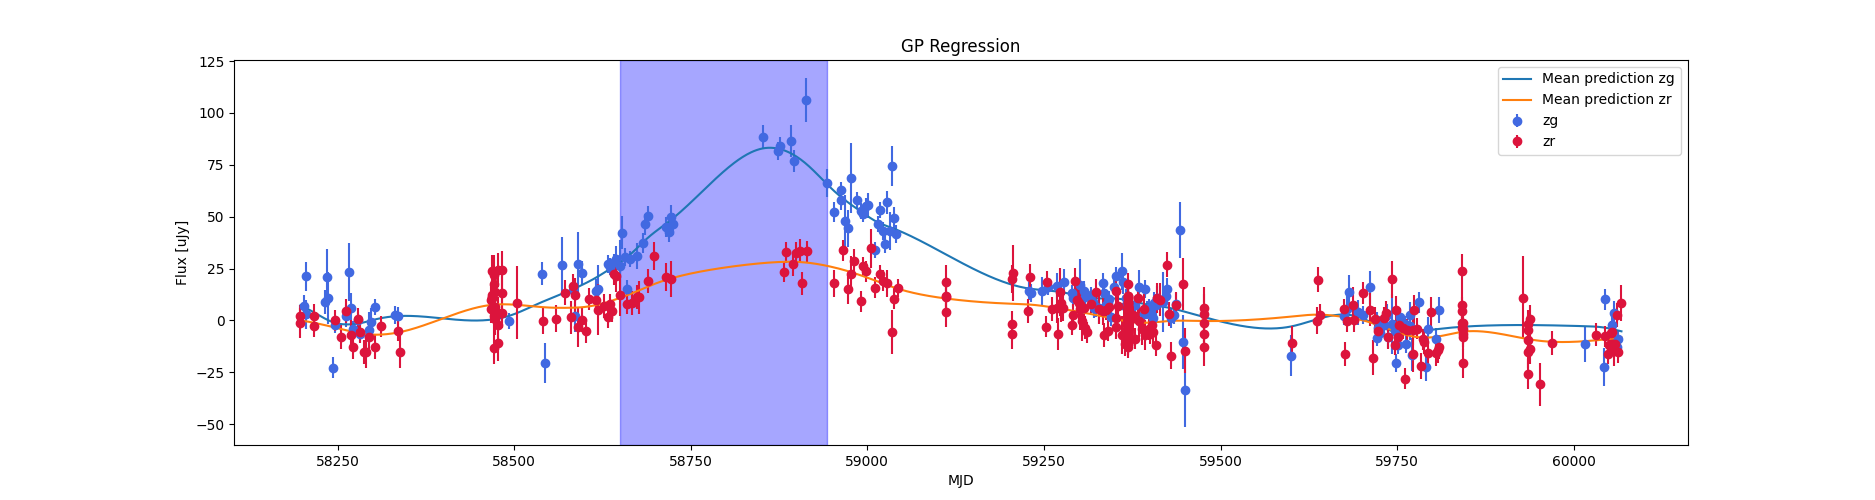 GP Regression
Flux [uJy]
125
100
75
50
25
0
−25
−50
Mean prediction zg
Mean prediction zr
zg
zr
58250 58500 58750 59000 59250 59500 59750 60000
MJD